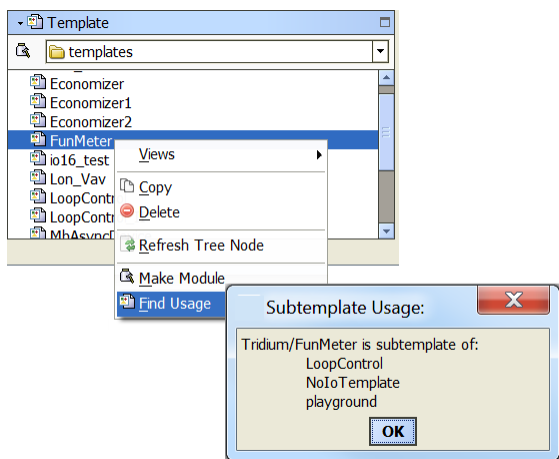 Template
templates
Economizer
Economizer1
Economizer2
FunMeter
io16_test
Lon_Vav
LoopContr
LoopContr
MbAsyncD
Views
Copy
Delete
Refresh Tree Node
Make Module
Find Usage
Subtemplate Usage:
Tridium/FunMeter is subtemplate of:
LoopControl
NoIoTemplate
playground
OK